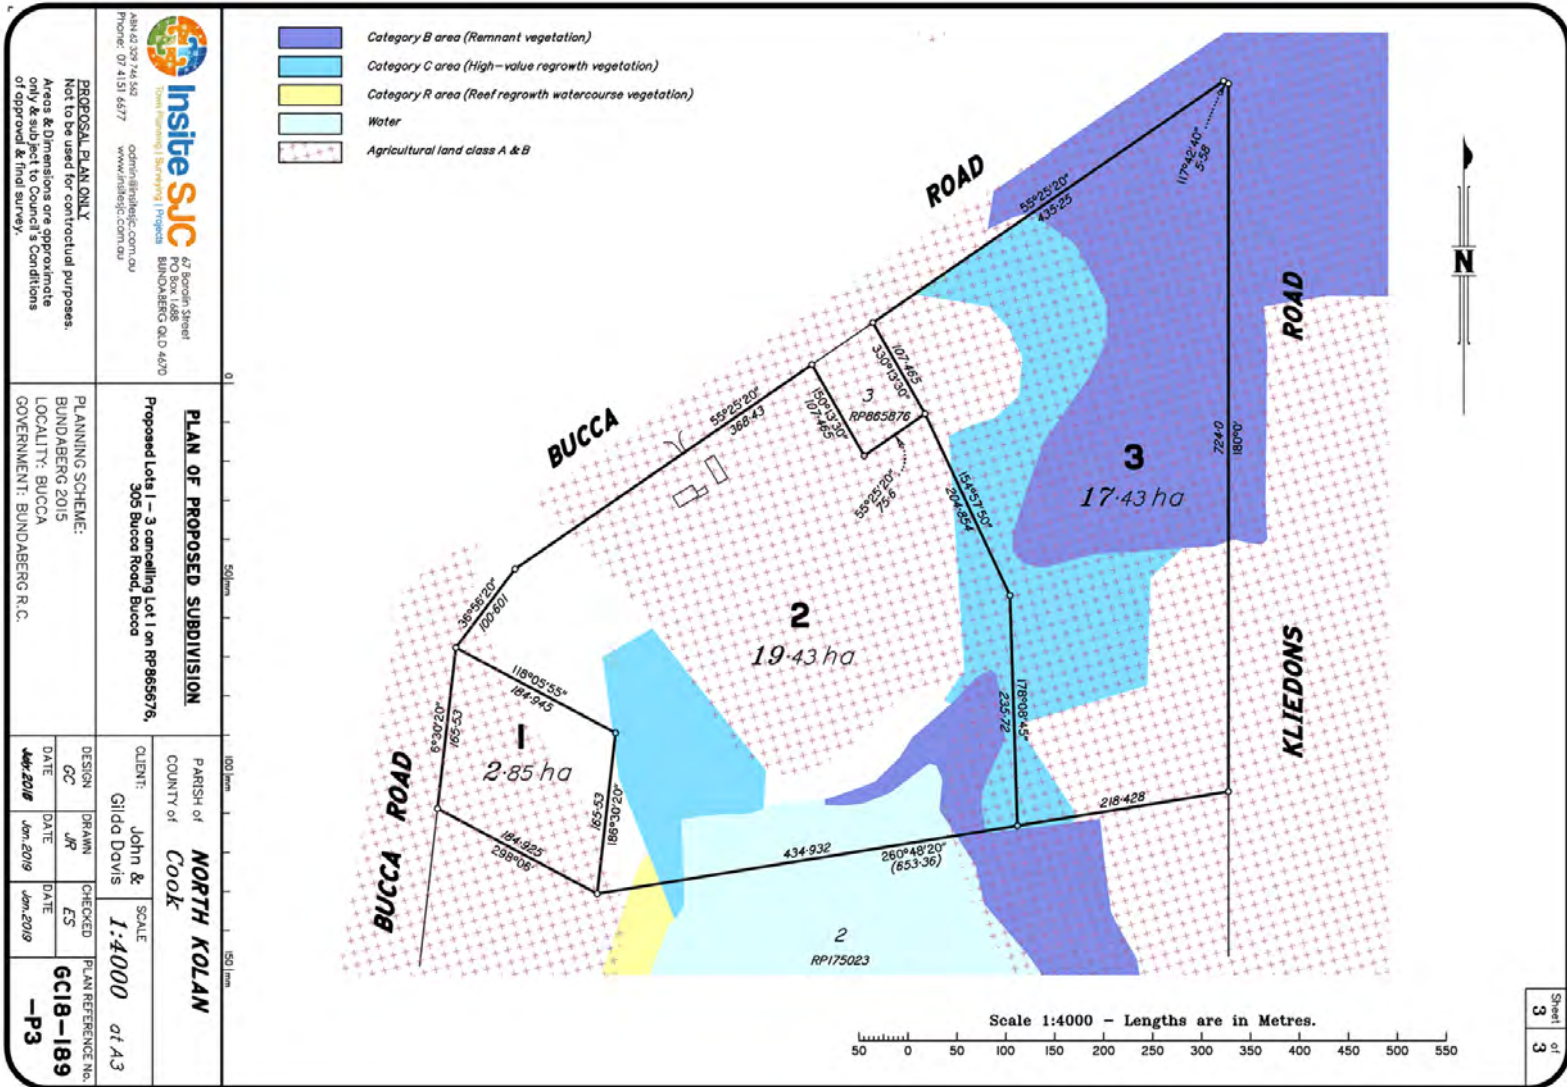 Category B area (Remnant vegetation)
Category C area (High-value regrowth vegetation)
Category R area (Reef regrowth watercourse vegetation)
Water
Agricultural land class A & B
ROAD
BUCCA
BUCCA ROAD
ROAD
KLIEDONS
N
117°42'40"
5·58
55°25'20"
435·25
55°25'20"
368·43
107·465
330°13'30"
150°13'30"
107·465
3
RP865876
55°25'20"
75·6
154°57'50"
204·854
180°0'
724·0
3
17·43 ha
2
19·43 ha
36°56'20"
100·601
118°05'55"
184·945
178°08'45"
235·72
6°30'20"
165·53
1
2·85 ha
165·53
186°30'20"
184·925
298°06'
434·932
260°48'20"
(653·36)
218·428
2
RP175023
Scale 1:4000 – Lengths are in Metres.
50 0 50 100 150 200 250 300 350 400 450 500 550
Sheet 3 of 3
0 50mm 100mm 150mm
Insite SJC
Town Planning | Surveying | Projects
67 Barolin Street
PO Box 1688
BUNDABERG QLD 4670
ABN 62 329 746 562
Phone: 07 4151 6677
admin@insitesjc.com.au
www.insitesjc.com.au
PROPOSAL PLAN ONLY
Not to be used for contractual purposes.
Areas & Dimensions are approximate
only & subject to Council's Conditions
of approval & final survey.
PLAN OF PROPOSED SUBDIVISION
Proposed Lots 1 – 3 cancelling Lot 1 on RP865676,
305 Bucca Road, Bucca
PLANNING SCHEME:
BUNDABERG 2015
LOCALITY: BUCCA
GOVERNMENT: BUNDABERG R.C.
PARISH of NORTH KOLAN
COUNTY of Cook
CLIENT: John &
Gilda Davis
SCALE
1:4000 at A3
DESIGN
GC
DATE
July.2018
DRAWN
JR
DATE
Jan.2019
CHECKED
ES
DATE
Jan.2019
PLAN REFERENCE No.
GC18–189
–P3